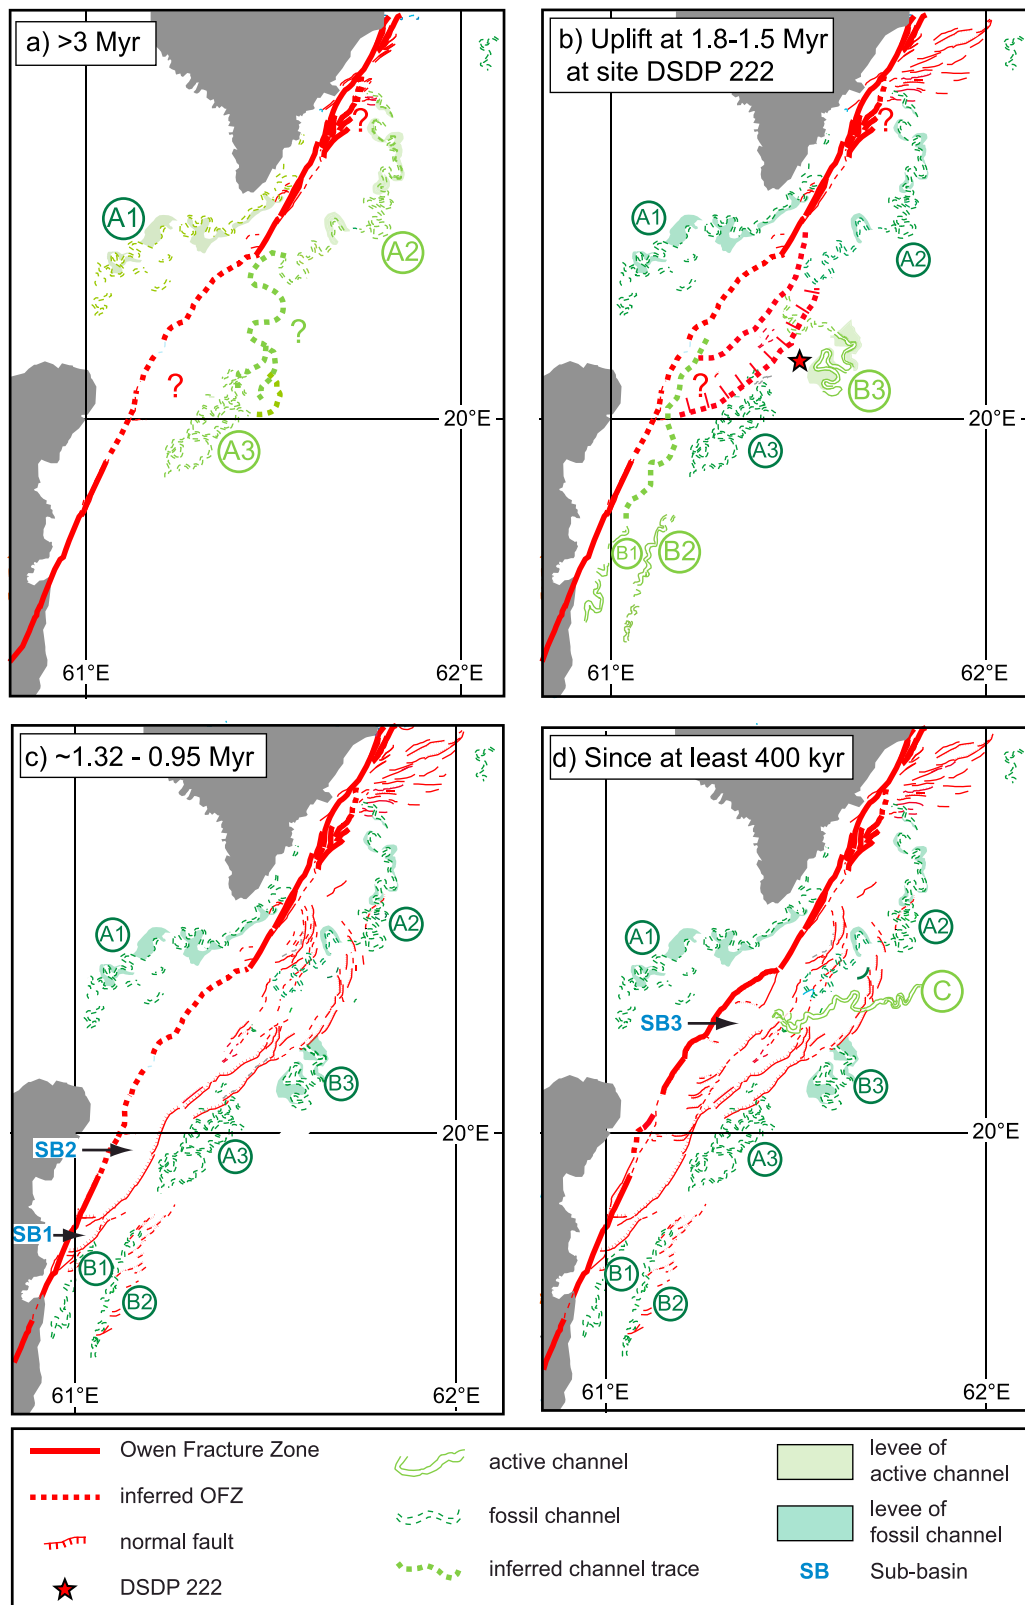 a) >3 Myr
?
A1
A2
?
?
A3
20°E
61°E
62°E
b) Uplift at 1.8-1.5 Myr
at site DSDP 222
?
A1
A2
B3
?
A3
20°E
B1
B2
61°E
62°E
c) ~1.32 - 0.95 Myr
A1
A2
B3
20°E
SB2
A3
SB1
B1
B2
61°E
62°E
d) Since at least 400 kyr
A1
A2
C
SB3
B3
20°E
A3
B1
B2
61°E
62°E
Owen Fracture Zone
inferred OFZ
normal fault
DSDP 222
active channel
fossil channel
inferred channel trace
levee of
active channel
levee of
fossil channel
SB Sub-basin